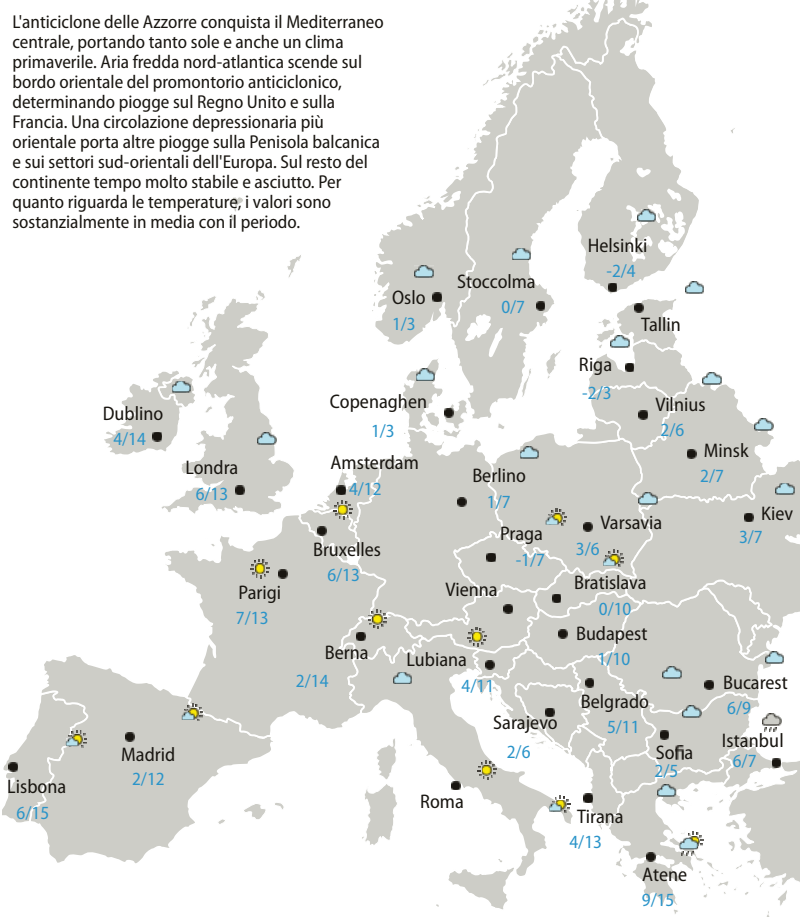 L'anticiclone delle Azzorre conquista il Mediterraneo
centrale, portando tanto sole e anche un clima
primaverile. Aria fredda nord-atlantica scende sul
bordo orientale del promontorio anticiclonico,
determinando piogge sul Regno Unito e sulla
Francia. Una circolazione depressionaria più
orientale porta altre piogge sulla Penisola balcanica
e sui settori sud-orientali dell'Europa. Sul resto del
continente tempo molto stabile e asciutto. Per
quanto riguarda le temperature, i valori sono
sostanzialmente in media con il periodo.
Helsinki
-2/4
Stoccolma
0/7
Oslo
1/3
Tallin
Riga
-2/3
Copenaghen
1/3
Vilnius
2/6
Dublino
4/14
Minsk
2/7
Londra
6/13
Amsterdam
4/12
Berlino
1/7
Kiev
3/7
Varsavia
3/6
Praga
-1/7
Bruxelles
6/13
Parigi
7/13
Vienna
Bratislava
0/10
Budapest
1/10
Berna
2/14
Lubiana
4/11
Bucarest
6/9
Belgrado
5/11
Sarajevo
2/6
Istanbul
6/7
Sofia
2/5
Madrid
2/12
Lisbona
6/15
Roma
Tirana
4/13
Atene
9/15